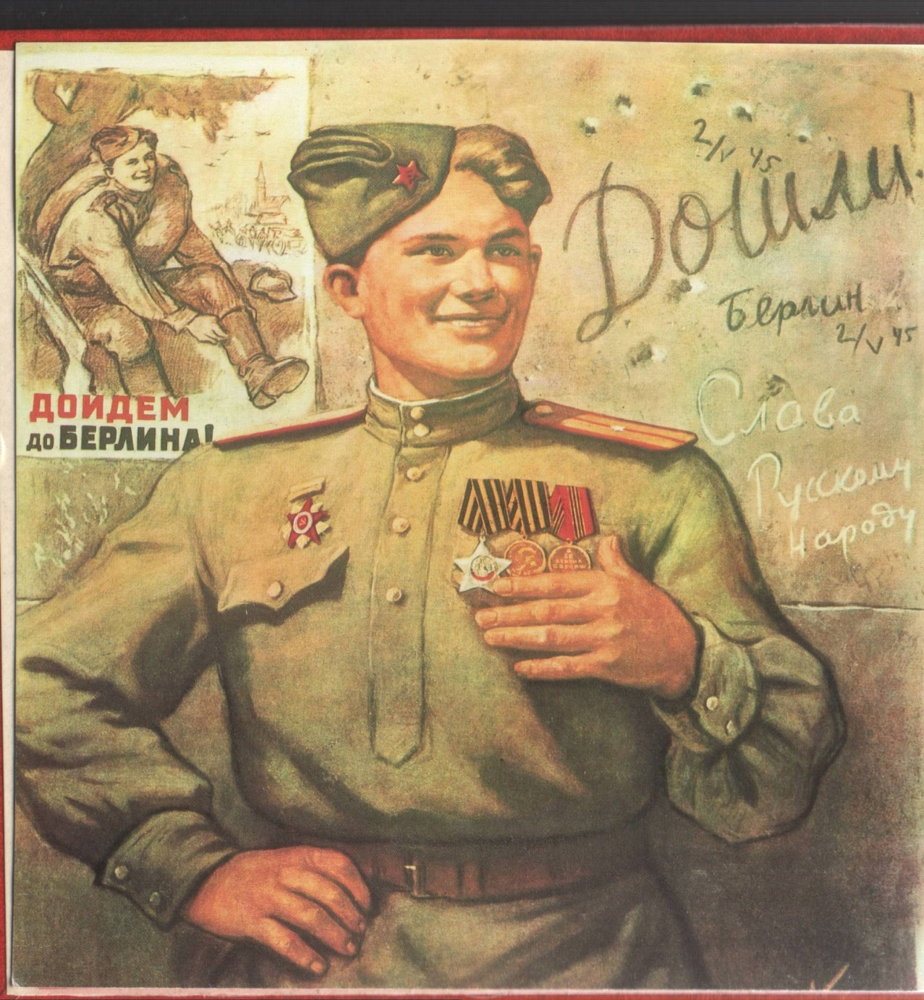 ДОЙДЕМ
ДО БЕРЛИНА!
2/V 45
Дошли.
Берлин
2/V 45
Слава
Русскому
народу